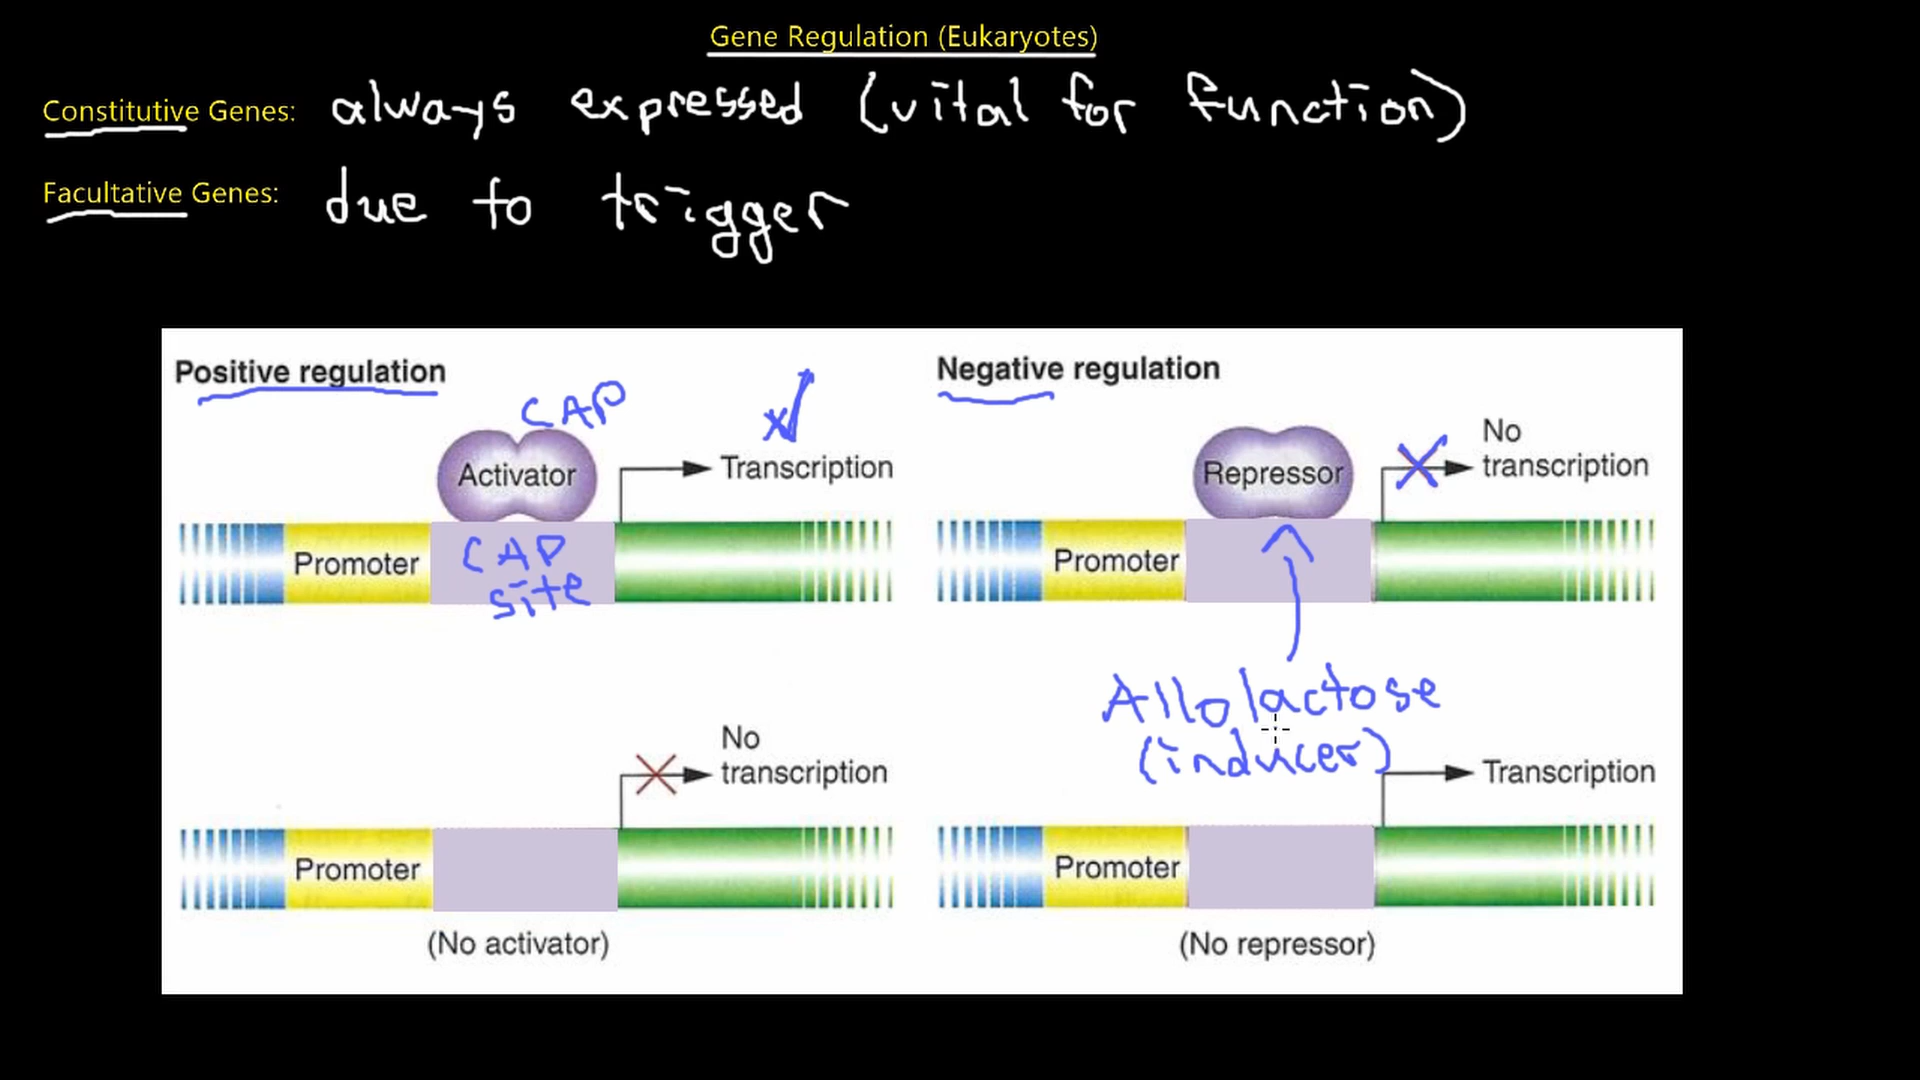 Gene Regulation (Eukaryotes)
Constitutive Genes: always expressed (vital for function)
Facultative Genes: due to trigger
Positive regulation
CAP
Activator
Transcription
Promoter
CAP
site
No
transcription
Promoter
(No activator)
Negative regulation
Repressor
No
transcription
Promoter
Allolactose
(inducer)
Transcription
Promoter
(No repressor)